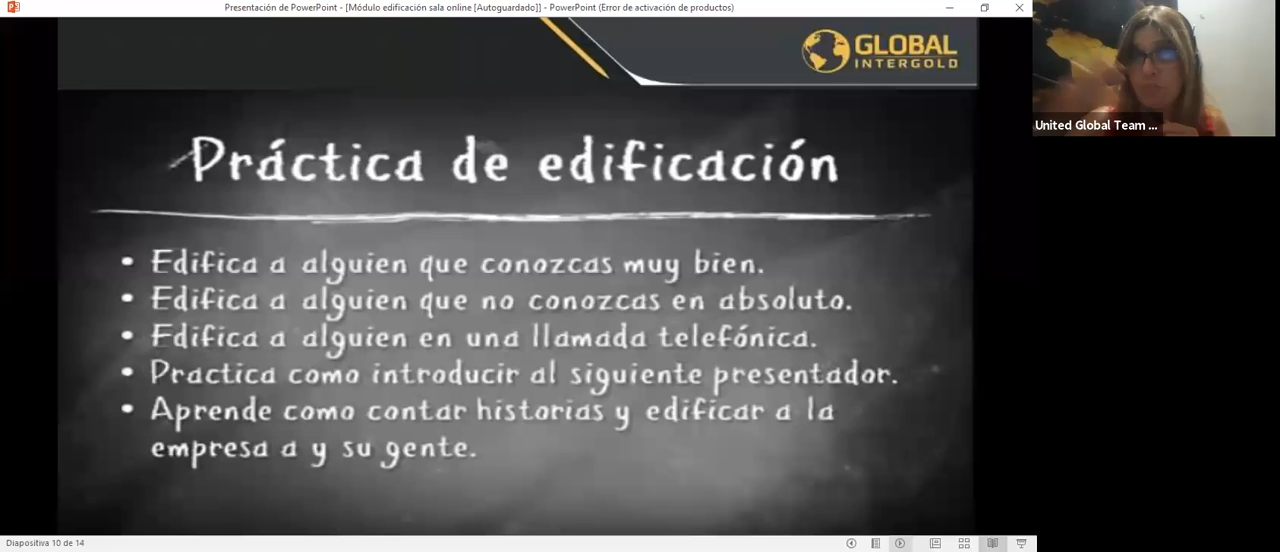 Presentación de PowerPoint - [Módulo edificación sala online [Autoguardado]] - PowerPoint (Error de activación de productos)
GLOBAL
INTERGOLD
United Global Team ...
Práctica de edificación
• Edifica a alguien que conozcas muy bien.
• Edifica a alguien que no conozcas en absoluto.
• Edifica a alguien en una llamada telefónica.
• Practica como introducir al siguiente presentador.
• Aprende como contar historias y edificar a la
empresa a y su gente.
Diapositiva 10 de 14